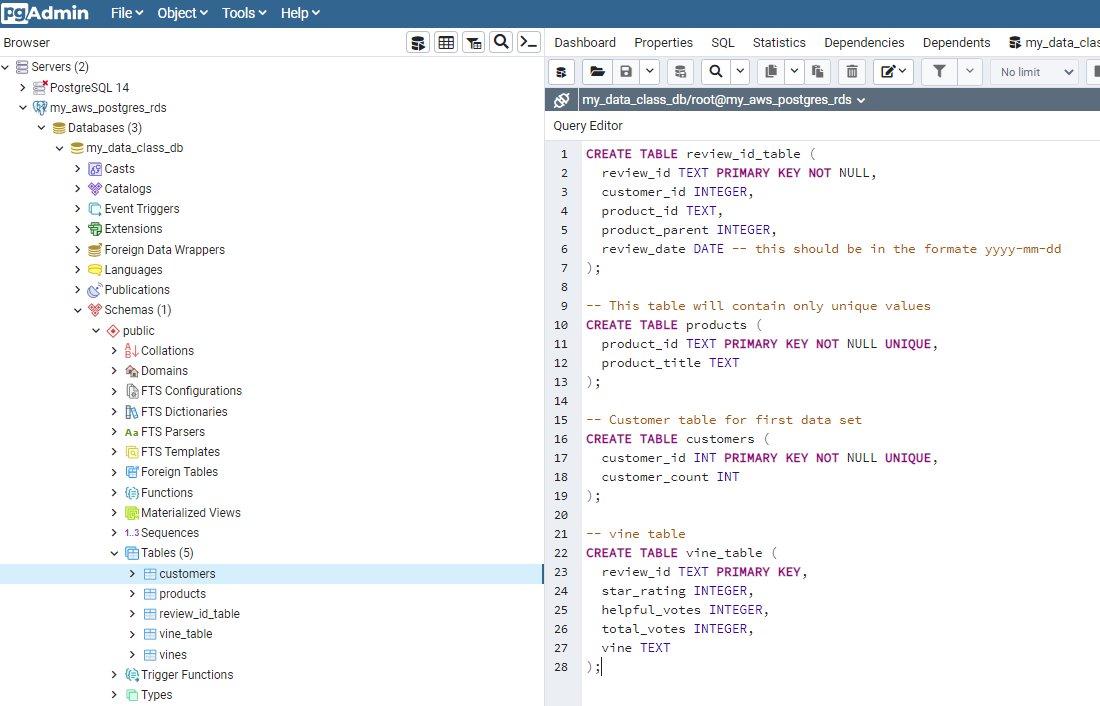 pgAdmin File Object Tools Help
Browser
Dashboard Properties SQL Statistics Dependencies Dependents my_data_clas
Servers (2)
PostgreSQL 14
my_aws_postgres_rds
Databases (3)
my_data_class_db
Casts
Catalogs
Event Triggers
Extensions
Foreign Data Wrappers
Languages
Publications
Schemas (1)
public
Collations
Domains
FTS Configurations
FTS Dictionaries
Aa FTS Parsers
FTS Templates
Foreign Tables
Functions
Materialized Views
1..3 Sequences
Tables (5)
customers
products
review_id_table
vine_table
vines
Trigger Functions
Types
No limit
my_data_class_db/root@my_aws_postgres_rds
Query Editor
1 CREATE TABLE review_id_table (
2 review_id TEXT PRIMARY KEY NOT NULL,
3 customer_id INTEGER,
4 product_id TEXT,
5 product_parent INTEGER,
6 review_date DATE -- this should be in the formate yyyy-mm-dd
7 );
8
9 -- This table will contain only unique values
10 CREATE TABLE products (
11 product_id TEXT PRIMARY KEY NOT NULL UNIQUE,
12 product_title TEXT
13 );
14
15 -- Customer table for first data set
16 CREATE TABLE customers (
17 customer_id INT PRIMARY KEY NOT NULL UNIQUE,
18 customer_count INT
19 );
20
21 -- vine table
22 CREATE TABLE vine_table (
23 review_id TEXT PRIMARY KEY,
24 star_rating INTEGER,
25 helpful_votes INTEGER,
26 total_votes INTEGER,
27 vine TEXT
28 );